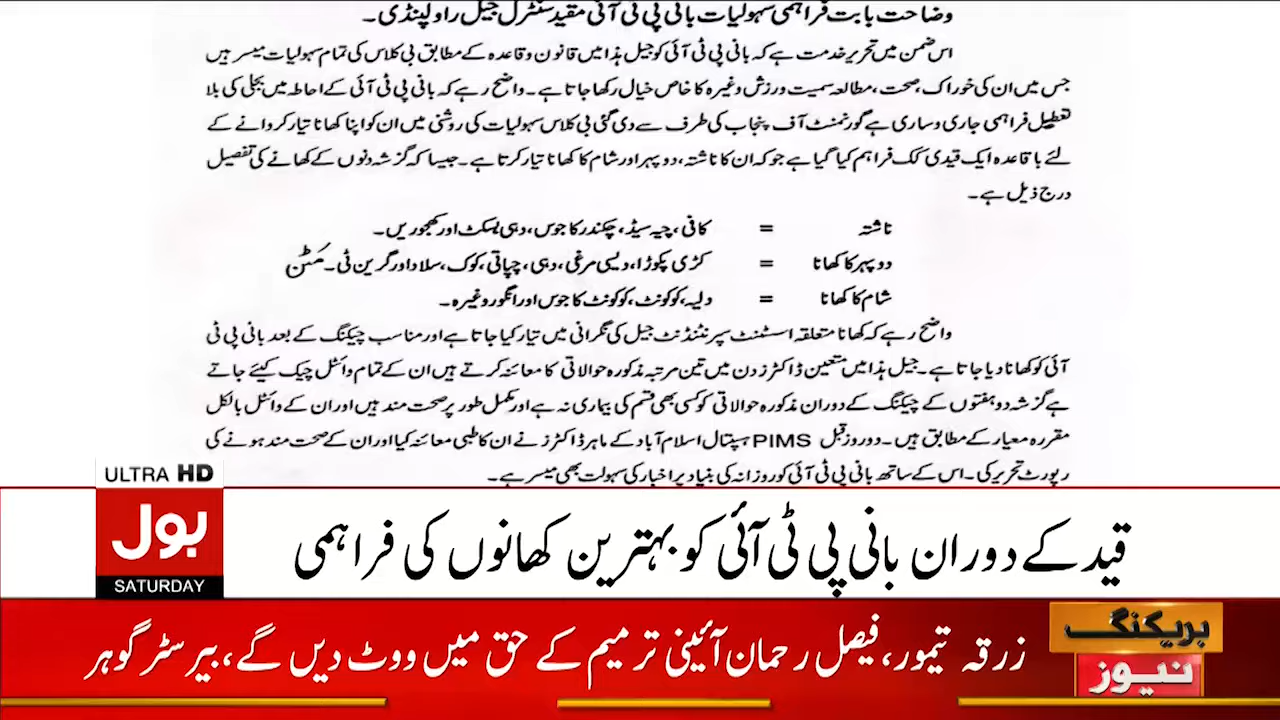 وضاحت بابت فراہمی سہولیات بانی پی ٹی آئی مقید سنٹرل جیل راولپنڈی۔
اس ضمن میں تحریر خدمت ہے کہ بانی پی ٹی آئی کو جیل ہذا میں قانون و قاعدہ کے مطابق بی کلاس کی تمام سہولیات میسر ہیں
جس میں ان کی خوراک، صحت، مطالعہ سمیت ورزش وغیرہ کا خاص خیال رکھا جاتا ہے۔ واضح رہے کہ بانی پی ٹی آئی کے احاطہ میں بجلی کی بلا
تعطیل فراہمی جاری و ساری ہے گورنمنٹ آف پنجاب کی طرف سے دی گئی بی کلاس سہولیات کی روشنی میں ان کو اپنا کھانا تیار کروانے کے
لئے باقاعدہ ایک قیدی کک فراہم کیا گیا ہے جو کہ ان کا ناشتہ، دوپہر اور شام کا کھانا تیار کرتا ہے۔ جیسا کہ گزشہ دنوں کے کھانے کی تفصیل
درج ذیل ہے۔
ناشتہ = کافی، چیہ سیڈ، چکندر کا جوس، دہی بسکٹ اور کھجوریں۔
دوپہر کا کھانا = کڑی پکوڑا، دیسی مرغی، دہی، چپاتی، کوک، سلاد اور گرین ٹی۔ مٹن
شام کا کھانا = دلیہ، کوکونٹ، کوکونٹ کا جوس اور انگور وغیرہ۔
واضح رہے کہ کھانا متعلقہ اسسٹنٹ سپرنٹنڈنٹ جیل کی نگرانی میں تیار کیا جاتا ہے اور مناسب چیکنگ کے بعد بانی پی ٹی
آئی کو کھانا دیا جاتا ہے۔ جیل ہذا میں متعین ڈاکٹرز دن میں تین مرتبہ مذکورہ حوالاتی کا معائنہ کرتے ہیں ان کے تمام وائٹل چیک کیئے جاتے
ہے گزشہ دو ہفتوں کے چیکنگ کے دوران مذکورہ حوالاتی کو کسی بھی قسم کی بیماری نہ ہے اور مکمل طور پر صحت مند ہیں اور ان کے وائٹل بالکل
مقررہ معیار کے مطابق ہیں۔ دو روز قبل PIMS ہسپتال اسلام آباد کے ماہر ڈاکٹرز نے ان کا طبی معائنہ کیا اور ان کے صحت مند ہونے کی
رپورٹ تحریر کی۔ اس کے ساتھ بانی پی ٹی آئی کو روزانہ کی بنیاد پر اخبار کی سہولت بھی میسر ہے۔
ULTRA HD
بول
SATURDAY
قید کے دوران بانی پی ٹی آئی کو بہترین کھانوں کی فراہمی
بریکنگ
نیوز
زرقہ تیمور، فیصل رحمان آئینی ترمیم کے حق میں ووٹ دیں گے، بیرسٹر گوہر